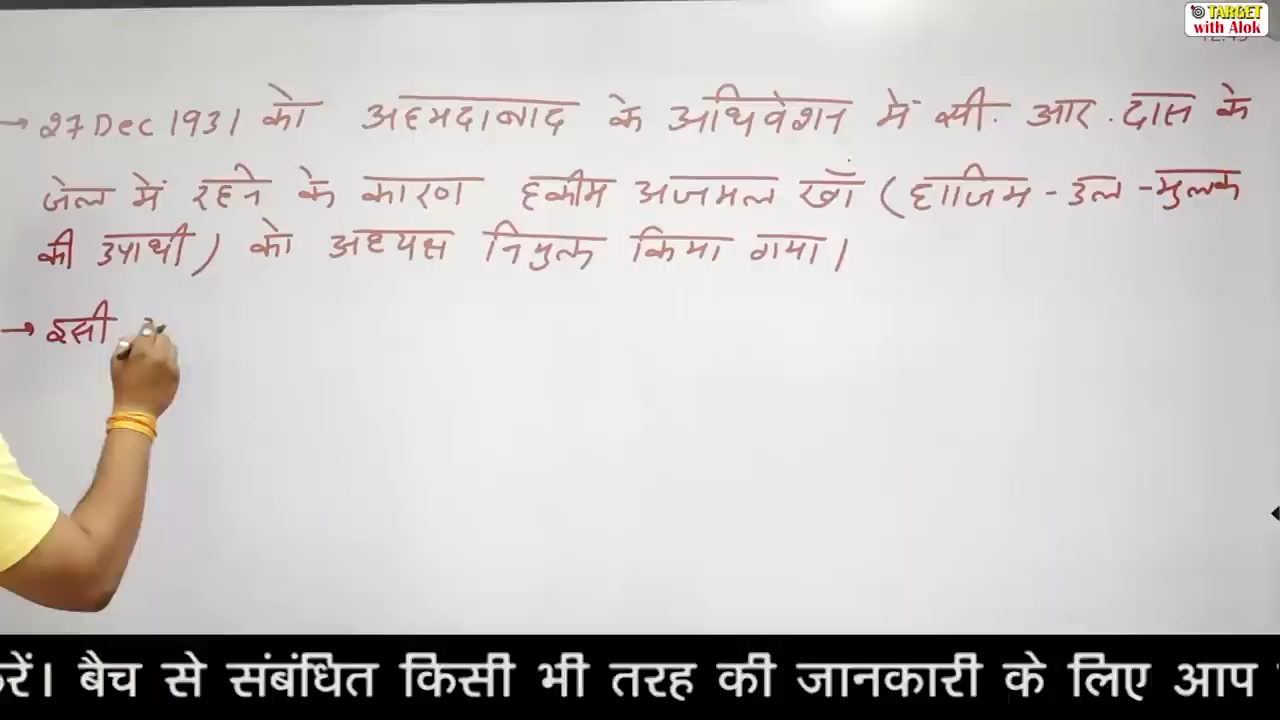 TARGET
with Alok
→ 27 Dec 1931 को अहमदाबाद के अधिवेशन में सी. आर. दास के
जेल में रहने के कारण हकीम अजमल खाँ (हाजिम - उल - मुल्क
की उपाधी) को अध्यक्ष नियुक्त किया गया।
→ इसी
करें। बैच से संबंधित किसी भी तरह की जानकारी के लिए आप